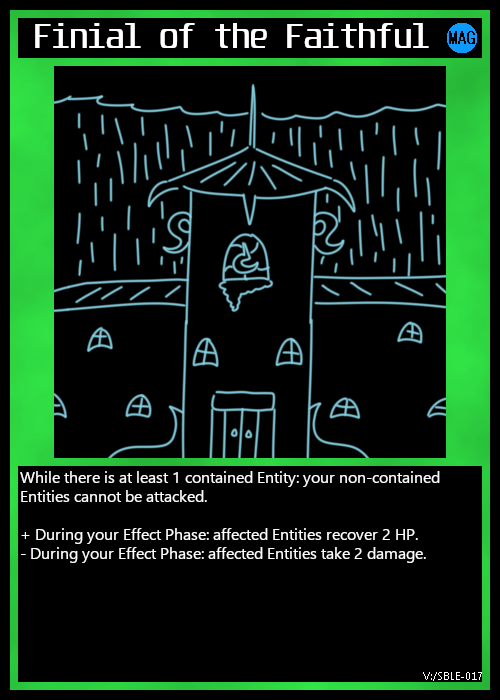 Finial of the Faithful MAG
While there is at least 1 contained Entity: your non-contained
Entities cannot be attacked.
+ During your Effect Phase: affected Entities recover 2 HP.
- During your Effect Phase: affected Entities take 2 damage.
V:/SBLE-017